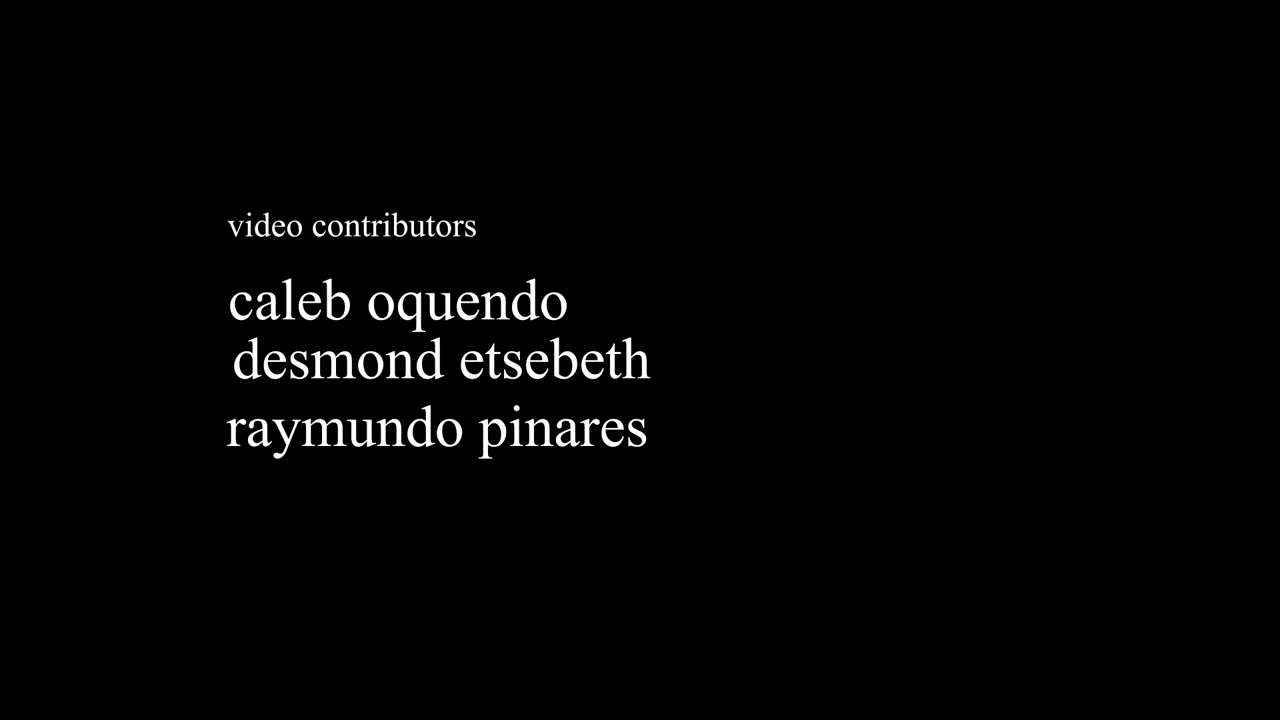 video contributors
caleb oquendo
desmond etsebeth
raymundo pinares